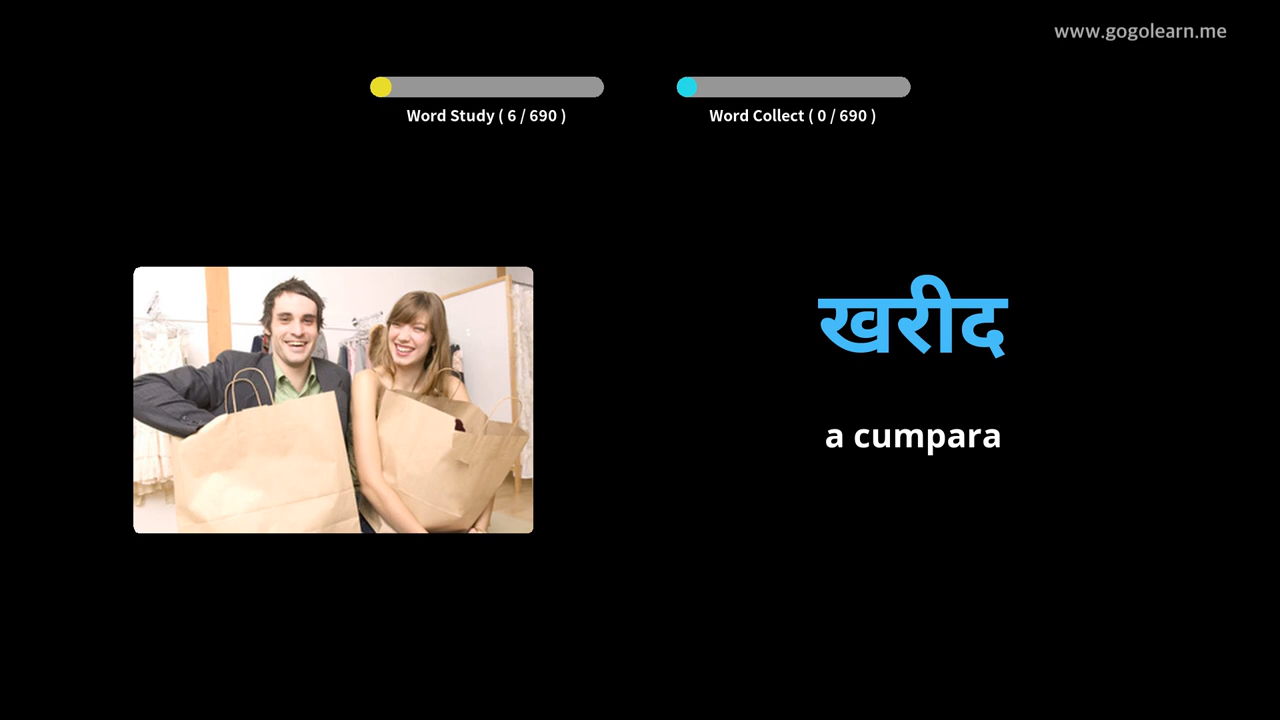 www.gogolearn.me
Word Study ( 6 / 690 )
Word Collect ( 0 / 690 )
खरीद
a cumpara